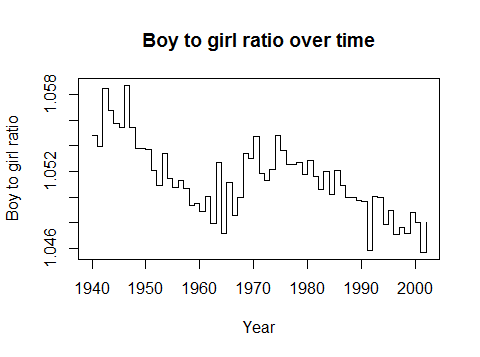 Boy to girl ratio over time
1.058
1.052
1.046
Boy to girl ratio
1940 1950 1960 1970 1980 1990 2000
Year